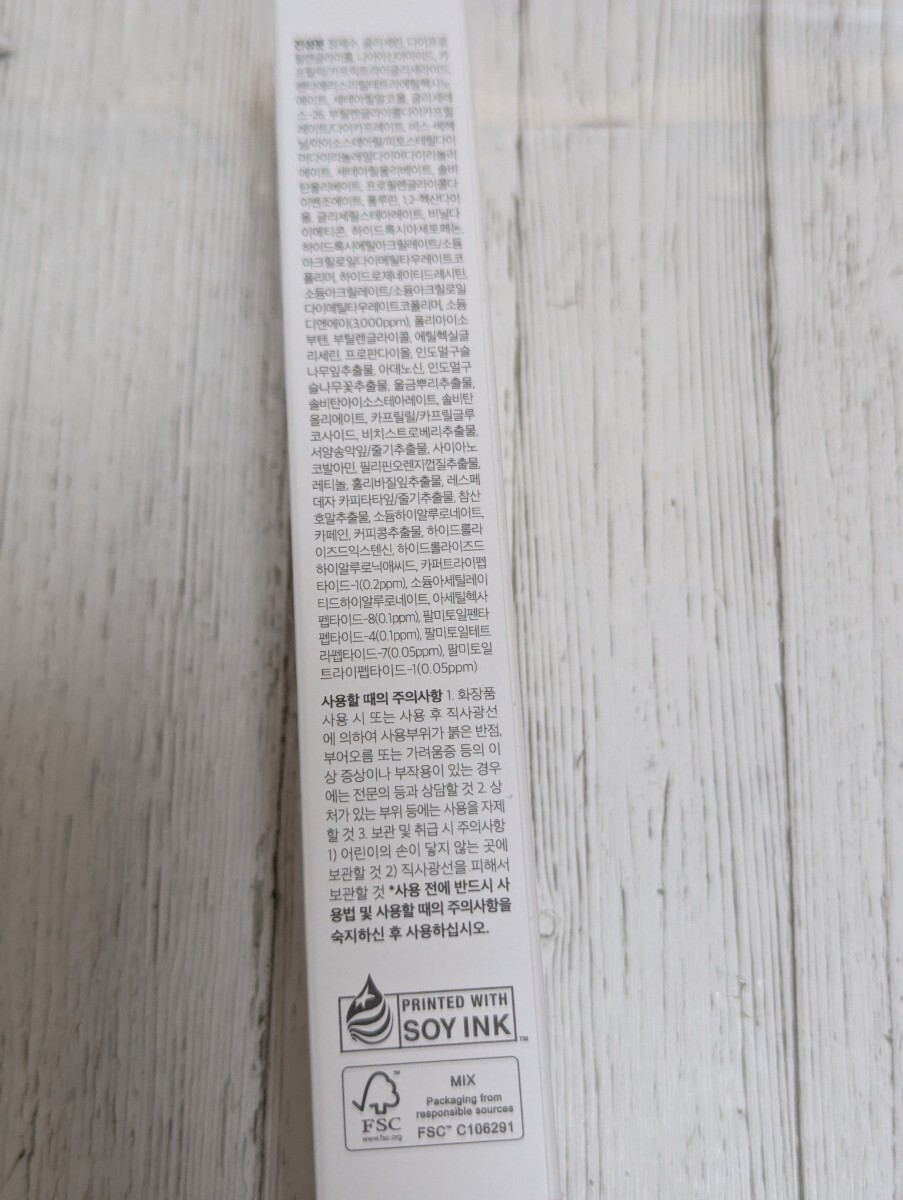 전성분 정제수, 글리세린, 다이프로
필렌글라이콜, 나이아신아마이드, 카
프릴릭/카프릭트라이글리세라이드,
펜타에리스리틸테트라에틸헥사노
에이트, 세테아릴알코올, 글리세레
스-26, 부틸렌글라이콜다이카프릴
레이트/다이카프레이트, 비스-베헤
닐/아이소스테아릴/피토스테릴다이
머다이리놀레일다이머다이리놀리
에이트, 세테아릴올리베이트, 솔비
탄올리베이트, 프로필렌글라이콜다
이벤조에이트, 풀루란, 1,2-헥산다이
올, 글리세릴스테아레이트, 비닐다
이메티콘, 하이드록시아세토페논,
하이드록시에틸아크릴레이트/소듐
아크릴로일다이메틸타우레이트코
폴리머, 하이드로제네이티드레시틴,
소듐아크릴레이트/소듐아크릴로일
다이메틸타우레이트코폴리머, 소듐
디엔에이(3,000ppm), 폴리아이소
부텐, 부틸렌글라이콜, 에틸헥실글
리세린, 프로판다이올, 인도멀구슬
나무잎추출물, 아데노신, 인도멀구
슬나무꽃추출물, 울금뿌리추출물,
솔비탄아이소스테아레이트, 솔비탄
올리에이트, 카프릴릴/카프릴글루
코사이드, 비치스트로베리추출물,
서양송악잎/줄기추출물, 사이아노
코발아민, 필리핀오렌지껍질추출물,
레티놀, 홀리바질잎추출물, 레스페
데자 카피타타잎/줄기추출물, 참산
호말추출물, 소듐하이알루로네이트,
카페인, 커피콩추출물, 하이드롤라
이즈드익스텐신, 하이드롤라이즈드
하이알루로닉애씨드, 카퍼트라이펩
타이드-1(0.2ppm), 소듐아세틸레이
티드하이알루로네이트, 아세틸헥사
펩타이드-8(0.1ppm), 팔미토일펜타
펩타이드-4(0.1ppm), 팔미토일테트
라펩타이드-7(0.05ppm), 팔미토일
트라이펩타이드-1(0.05ppm)
사용할 때의 주의사항 1. 화장품
사용 시 또는 사용 후 직사광선
에 의하여 사용부위가 붉은 반점,
부어오름 또는 가려움증 등의 이
상 증상이나 부작용이 있는 경우
에는 전문의 등과 상담할 것 2. 상
처가 있는 부위 등에는 사용을 자제
할 것 3. 보관 및 취급 시 주의사항
1) 어린이의 손이 닿지 않는 곳에
보관할 것 2) 직사광선을 피해서
보관할 것 *사용 전에 반드시 사
용법 및 사용할 때의 주의사항을
숙지하신 후 사용하십시오.
PRINTED WITH
SOY INK™
MIX
Packaging from
responsible sources
FSC™ C106291
FSC™
www.fsc.org